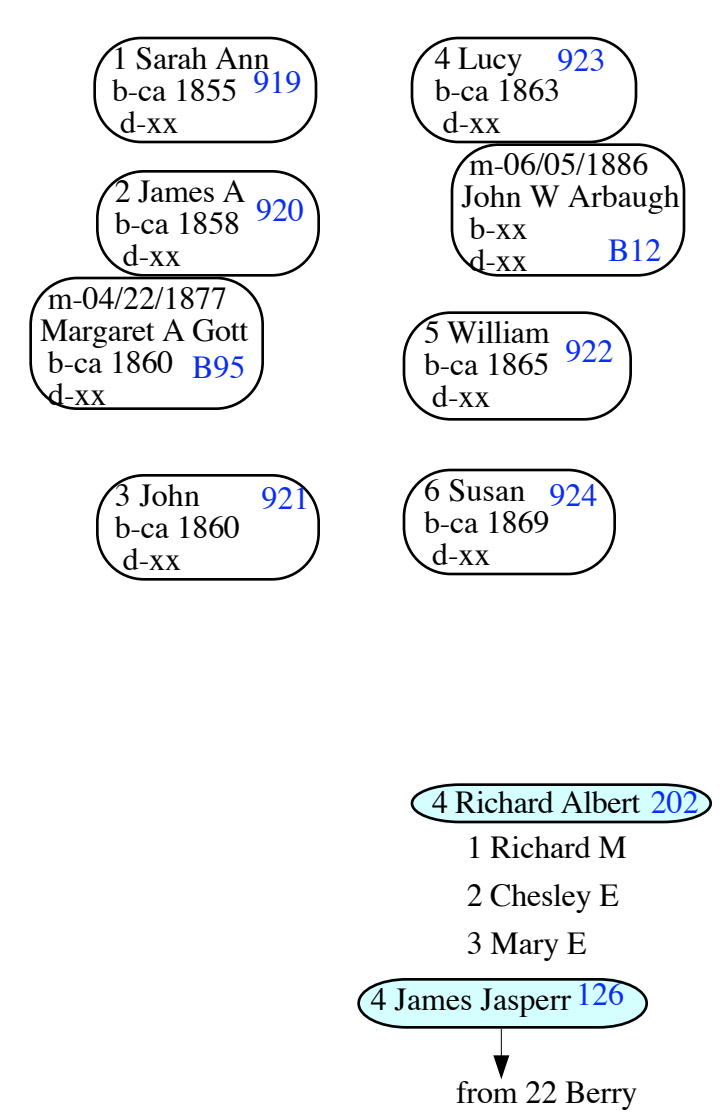 1 Sarah Ann
b-ca 1855 919
d-xx
2 James A
b-ca 1858 920
d-xx
m-04/22/1877
Margaret A Gott
b-ca 1860 B95
d-xx
3 John 921
b-ca 1860
d-xx
4 Lucy 923
b-ca 1863
d-xx
m-06/05/1886
John W Arbaugh
b-xx
d-xx B12
5 William
b-ca 1865 922
d-xx
6 Susan 924
b-ca 1869
d-xx
4 Richard Albert 202
1 Richard M
2 Chesley E
3 Mary E
4 James Jasperr 126
from 22 Berry